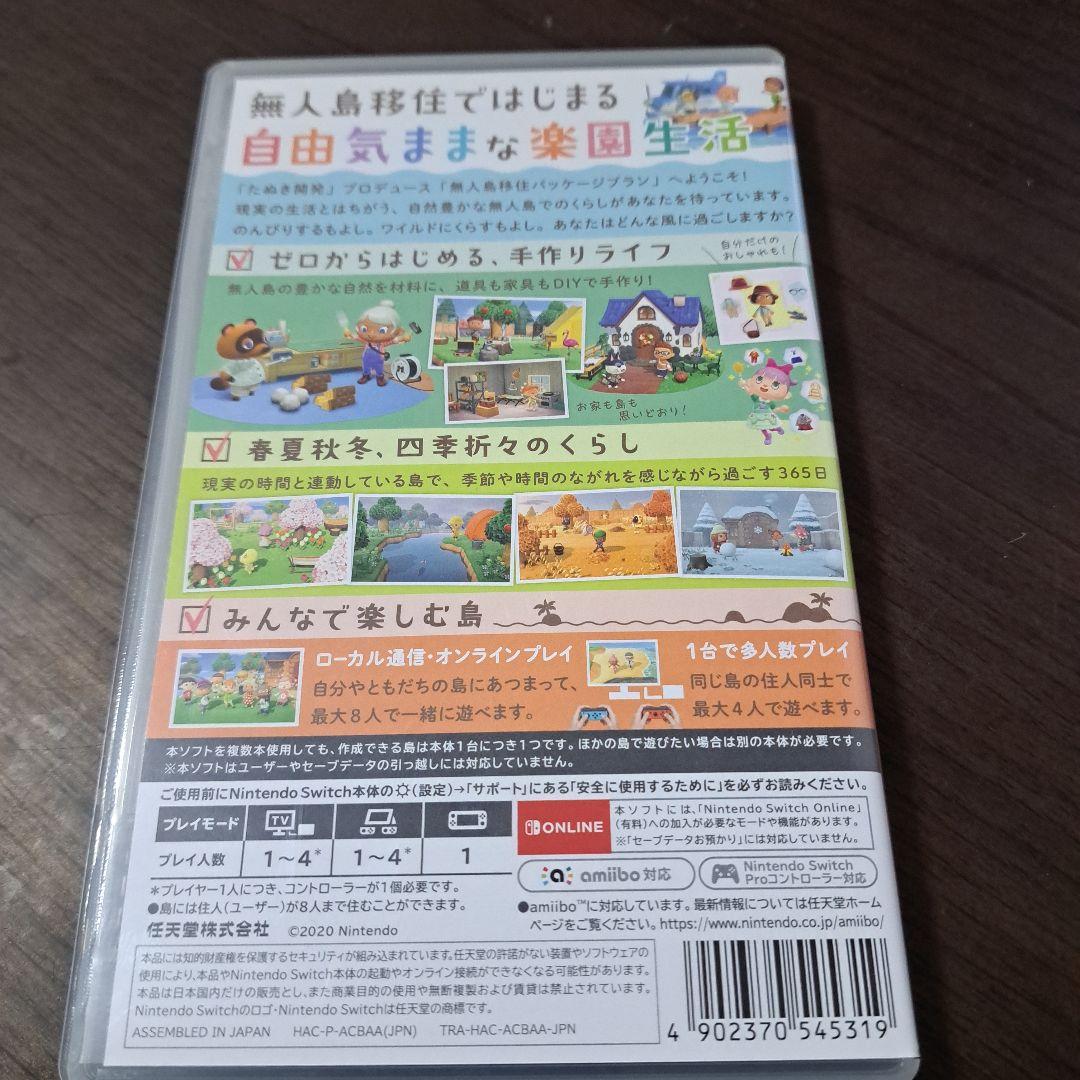 無人島移住ではじまる
自由気ままな楽園生活
「たぬき開発」プロデュース「無人島移住パッケージプラン」へようこそ!
現実の生活とはちがう、自然豊かな無人島でのくらしがあなたを待っています。
のんびりするもよし。ワイルドにくらすもよし。あなたはどんな風に過ごしますか?
ゼロからはじめる、手作りライフ
自分だけの
おしゃれも!
無人島の豊かな自然を材料に、道具も家具もDIYで手作り!
お家も島も
思いどおり!
春夏秋冬、四季折々のくらし
現実の時間と連動している島で、季節や時間のながれを感じながら過ごす365日
みんなで楽しむ島
ローカル通信・オンラインプレイ
自分やともだちの島にあつまって、
最大8人で一緒に遊べます。
1台で多人数プレイ
同じ島の住人同士で
最大4人で遊べます。
本ソフトを複数本使用しても、作成できる島は本体1台につき1つです。ほかの島で遊びたい場合は別の本体が必要です。
※本ソフトはユーザーやセーブデータの引っ越しには対応していません。
ご使用前にNintendo Switch本体の(設定)→「サポート」にある「安全に使用するために」を必ずお読みください。
プレイモード TV
プレイ人数 1～4* 1～4* 1
ONLINE
本ソフトには、「Nintendo Switch Online」
(有料)への加入が必要なモードや機能があります。
※「セーブデータお預かり」には対応していません。
amiibo 対応
Nintendo Switch
Proコントローラー対応
*プレイヤー1人につき、コントローラーが1個必要です。
●島には住人(ユーザー)が8人まで住むことができます。
●amiibo™に対応しています。最新情報については任天堂ホーム
ページをご覧ください。https://www.nintendo.co.jp/amiibo/
任天堂株式会社 ©2020 Nintendo
本品には知的財産権を保護するセキュリティが組み込まれています。任天堂の許諾がない装置やソフトウェアの
使用により、本品やNintendo Switch本体の起動やオンライン接続ができなくなる可能性があります。
本品は日本国内だけの販売とし、また商業目的の使用や無断複製および賃貸は禁止されています。
Nintendo Switchのロゴ・Nintendo Switchは任天堂の商標です。
ASSEMBLED IN JAPAN HAC-P-ACBAA(JPN) TRA-HAC-ACBAA-JPN
4 902370 545319